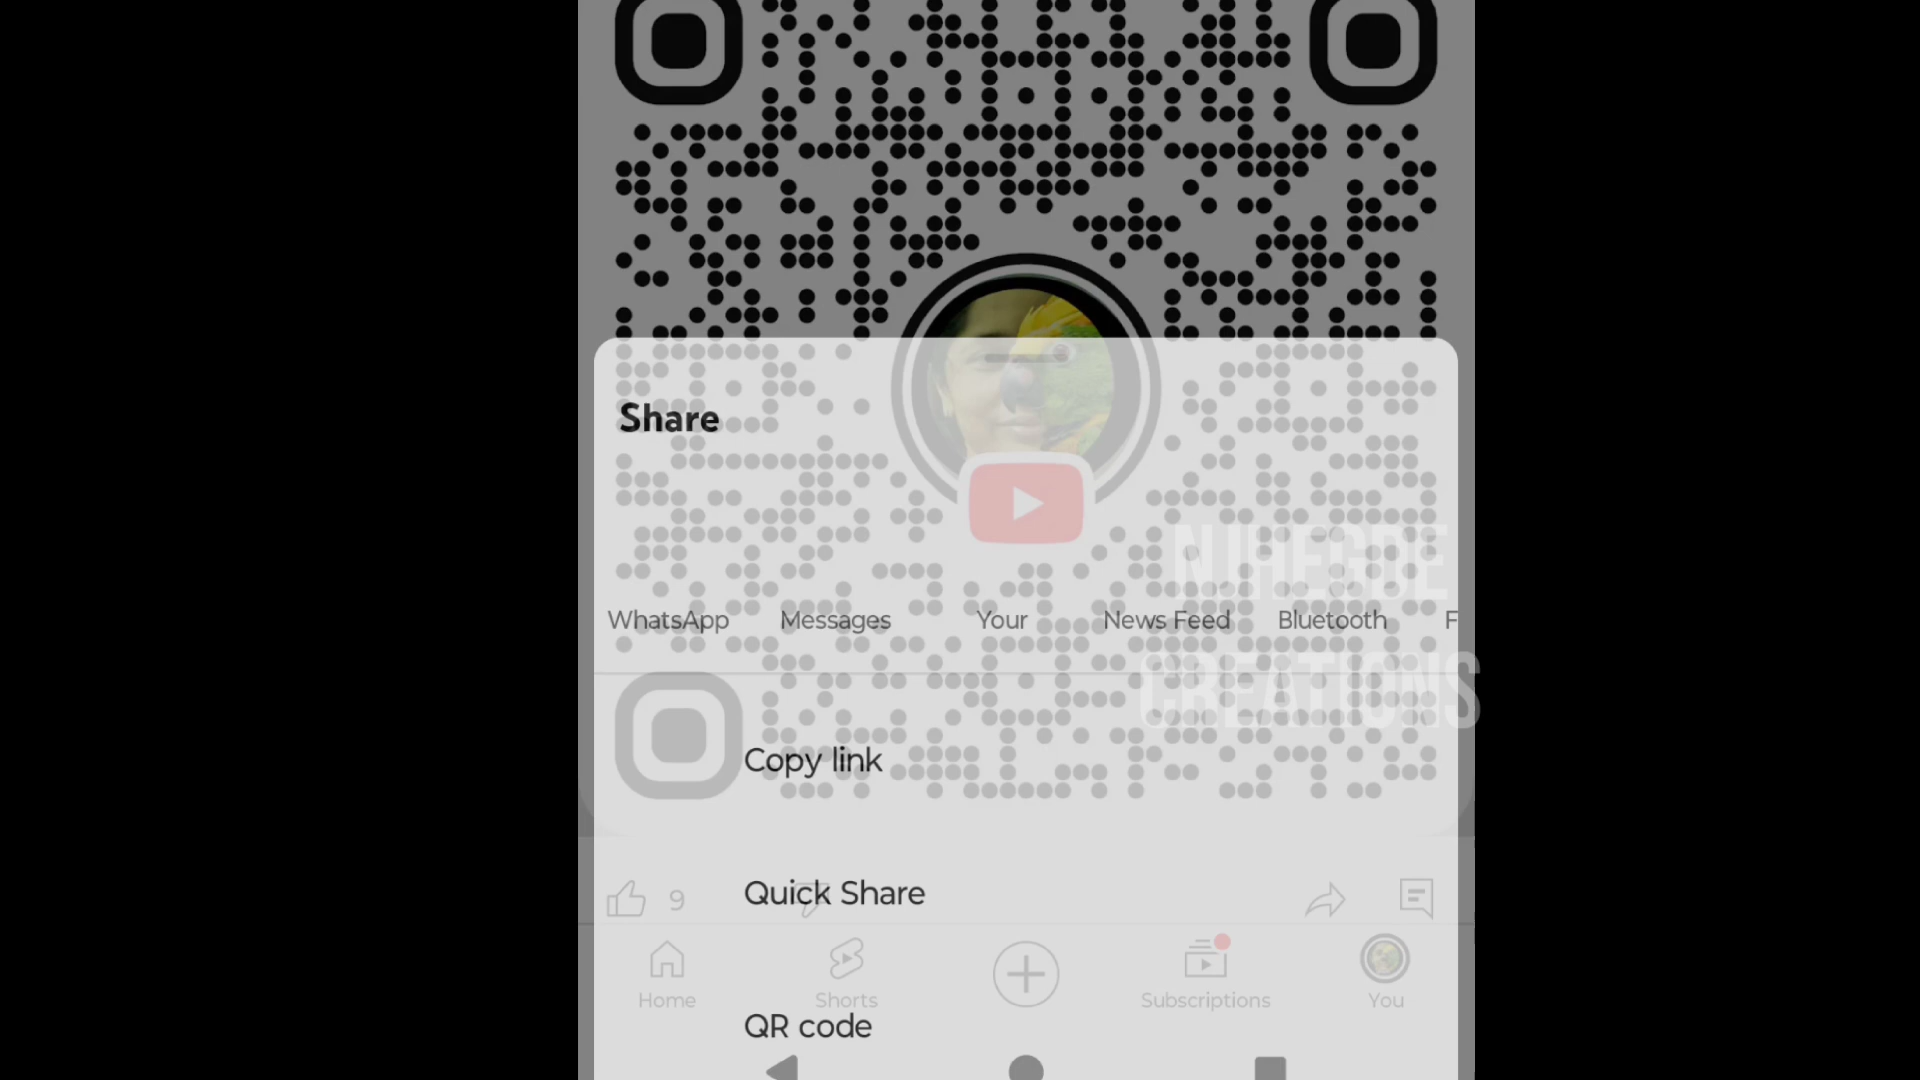 Share
NJHEGDE
WhatsApp Messages Your News Feed Bluetooth F
CREATIONS
Copy link
Quick Share
9
Home Shorts Subscriptions You
QR code